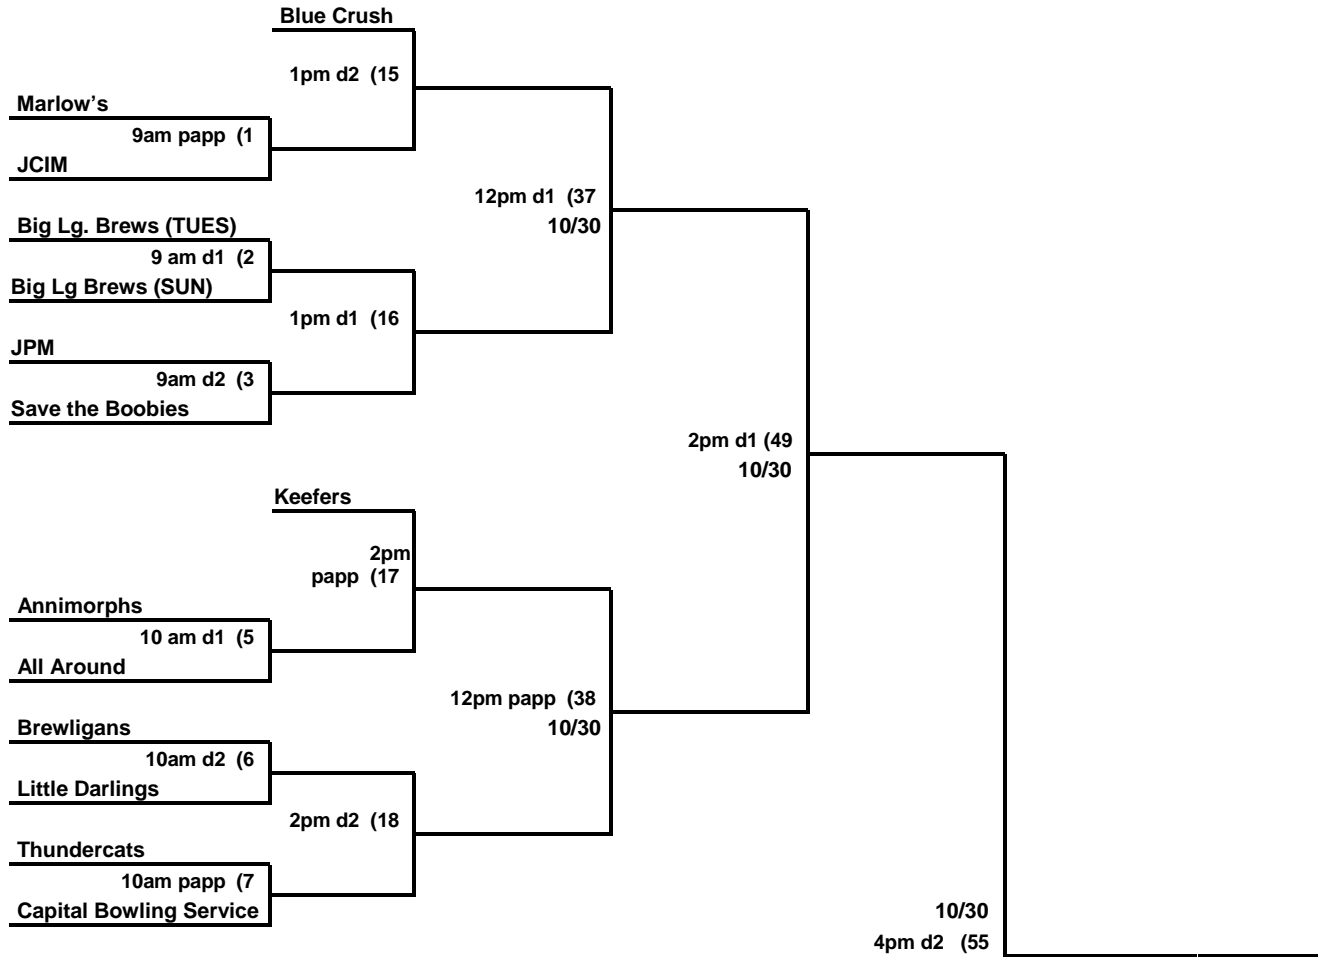 Blue Crush
1pm d2  (15
Marlow’s
9am papp  (1
JCIM
12pm d1  (37
10/30
Big Lg. Brews (TUES)
9 am d1  (2
Big Lg Brews (SUN)
1pm d1  (16
JPM
9am d2  (3
Save the Boobies
2pm d1 (49
10/30
Keefers
2pm
papp  (17
Annimorphs
10 am d1  (5
All Around
12pm papp  (38
10/30
Brewligans
10am d2  (6
Little Darlings
2pm d2  (18
Thundercats
10am papp  (7
Capital Bowling Service
10/30
4pm d2   (55